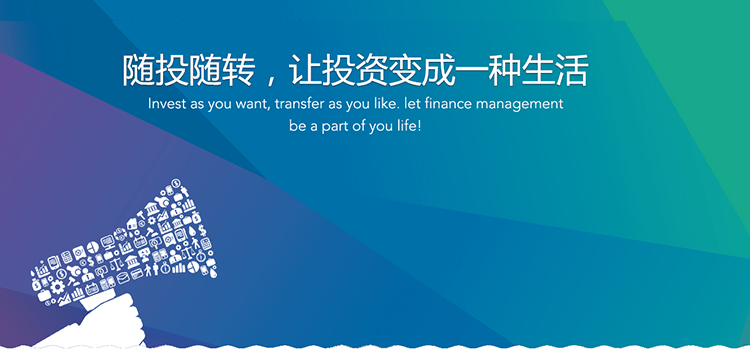 随投随转，让投资变成一种生活
Invest as you want, transfer as you like. let finance management
be a part of you life!